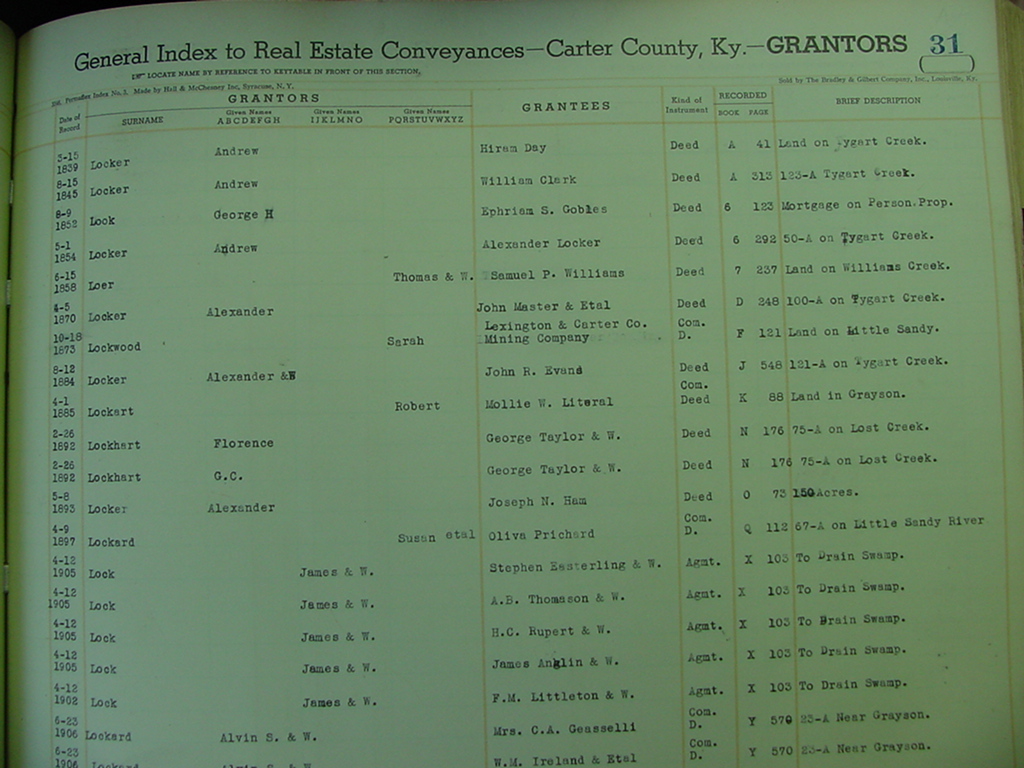 General Index to Real Estate Conveyances—Carter County, Ky.—GRANTORS 31
LOCATE NAME BY REFERENCE TO KEYTABLE IN FRONT OF THIS SECTION,
Index No. 2. Made by Hall & McChesney Inc, Syracuse, N. Y. Sold by The Bradley & Gilbert Company, Inc., Louisville, Ky.
GRANTORS GRANTEES Kind of Instrument RECORDED BRIEF DESCRIPTION
Date of Record SURNAME Given Names ABCDEFGH Given Names IJKLMNO Given Names PQRSTUVWXYZ BOOK PAGE
3-15 1839 Locker Andrew Hiram Day Deed A 41 Land on Tygart Creek.
8-15 1845 Locker Andrew William Clark Deed A 313 123-A Tygart Creek.
8-9 1852 Look George H Ephriam S. Gobles Deed 6 123 Mortgage on Person.Prop.
5-1 1854 Locker Andrew Alexander Locker Deed 6 292 50-A on Tygart Creek.
6-15 1858 Loer Thomas & W. Samuel P. Williams Deed 7 237 Land on Williams Creek.
4-5 1870 Locker Alexander John Master & Etal Deed D 248 100-A on Tygart Creek.
10-18 1873 Lockwood Sarah Lexington & Carter Co. Mining Company Com. D. F 121 Land on Little Sandy.
8-12 1884 Locker Alexander &W John R. Evans Deed J 548 121-A on Tygart Creek.
4-1 1885 Lockart Robert Mollie W. Literal Com. Deed K 88 Land in Grayson.
2-26 1892 Lockhart Florence George Taylor & W. Deed N 176 75-A on Lost Creek.
2-26 1892 Lockhart G.C. George Taylor & W. Deed N 176 75-A on Lost Creek.
5-8 1893 Locker Alexander Joseph N. Ham Deed O 73 150 Acres.
4-9 1897 Lockard Susan etal Oliva Prichard Com. D. Q 112 67-A on Little Sandy River
4-12 1905 Lock James & W. Stephen Easterling & W. Agmt. X 103 To Drain Swamp.
4-12 1905 Lock James & W. A.B. Thomason & W. Agmt. X 103 To Drain Swamp.
4-12 1905 Lock James & W. H.C. Rupert & W. Agmt. X 103 To Drain Swamp.
4-12 1905 Lock James & W. James Anglin & W. Agmt. X 103 To Drain Swamp.
4-12 1902 Lock James & W. F.M. Littleton & W. Agmt. X 103 To Drain Swamp.
6-23 1906 Lockard Alvin S. & W. Mrs. C.A. Geasselli Com. D. Y 570 23-A Near Grayson.
6-23 1906 Lockard Alvin S. & W. W.M. Ireland & Etal Com. D. Y 570 23-A Near Grayson.